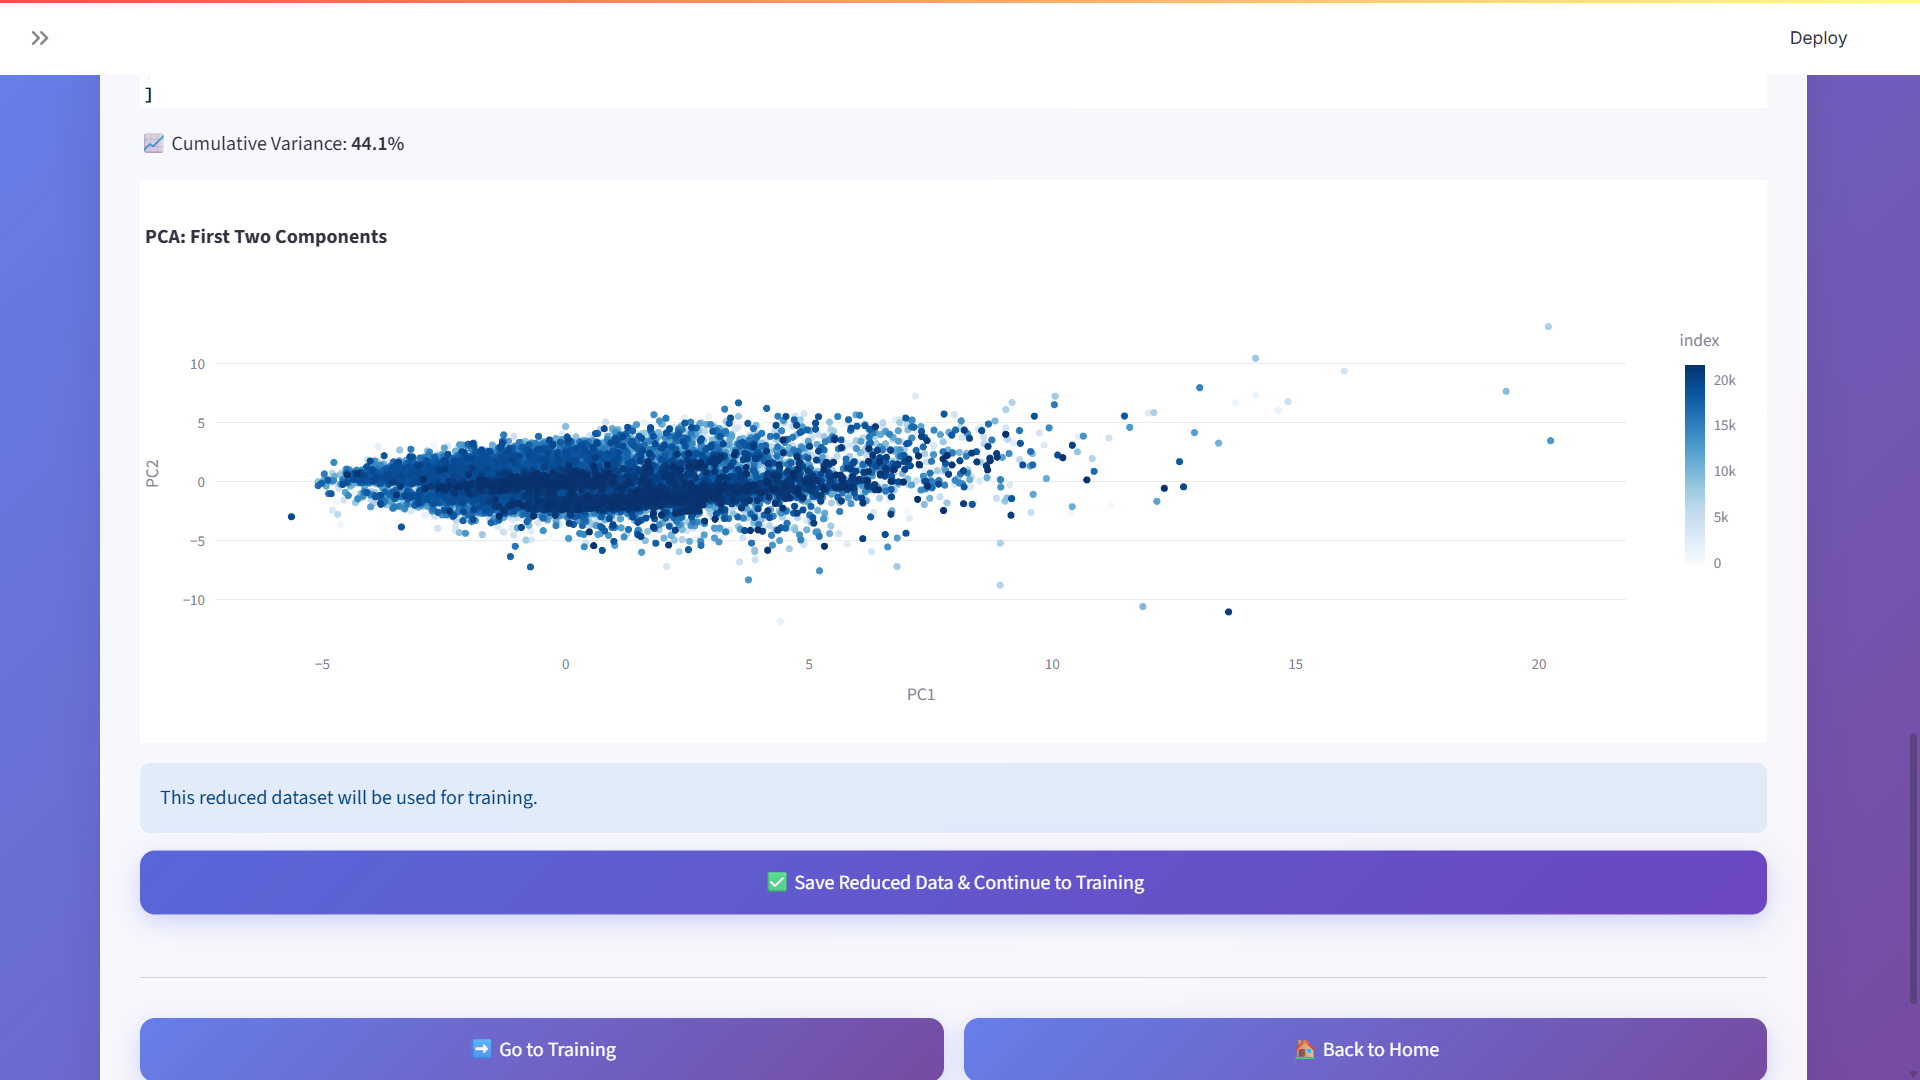 Deploy
]
📈 Cumulative Variance: 44.1%
PCA: First Two Components
index
20k
15k
10k
5k
0
10
5
0
−5
−10
PC2
−5
0
5
10
15
20
PC1
This reduced dataset will be used for training.
✅ Save Reduced Data & Continue to Training
➡️ Go to Training
🏠 Back to Home